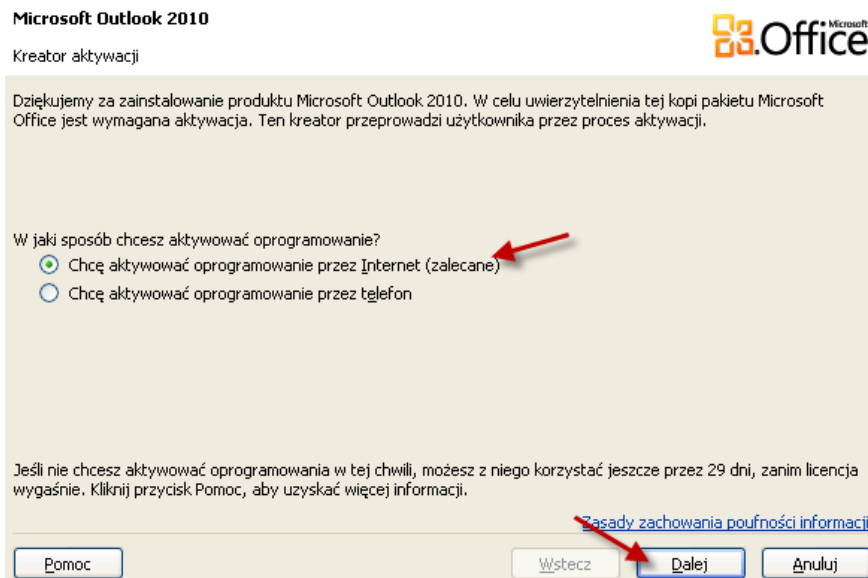 Microsoft Outlook 2010
Microsoft
Office
Kreator aktywacji
Dziękujemy za zainstalowanie produktu Microsoft Outlook 2010. W celu uwierzytelnienia tej kopi pakietu Microsoft
Office jest wymagana aktywacja. Ten kreator przeprowadzi użytkownika przez proces aktywacji.
W jaki sposób chcesz aktywować oprogramowanie?
Chcę aktywować oprogramowanie przez Internet (zalecane)
Chcę aktywować oprogramowanie przez telefon
Jeśli nie chcesz aktywować oprogramowania w tej chwili, możesz z niego korzystać jeszcze przez 29 dni, zanim licencja
wygaśnie. Kliknij przycisk Pomoc, aby uzyskać więcej informacji.
Zasady zachowania poufności informacji
Pomoc Wstecz Dalej Anuluj